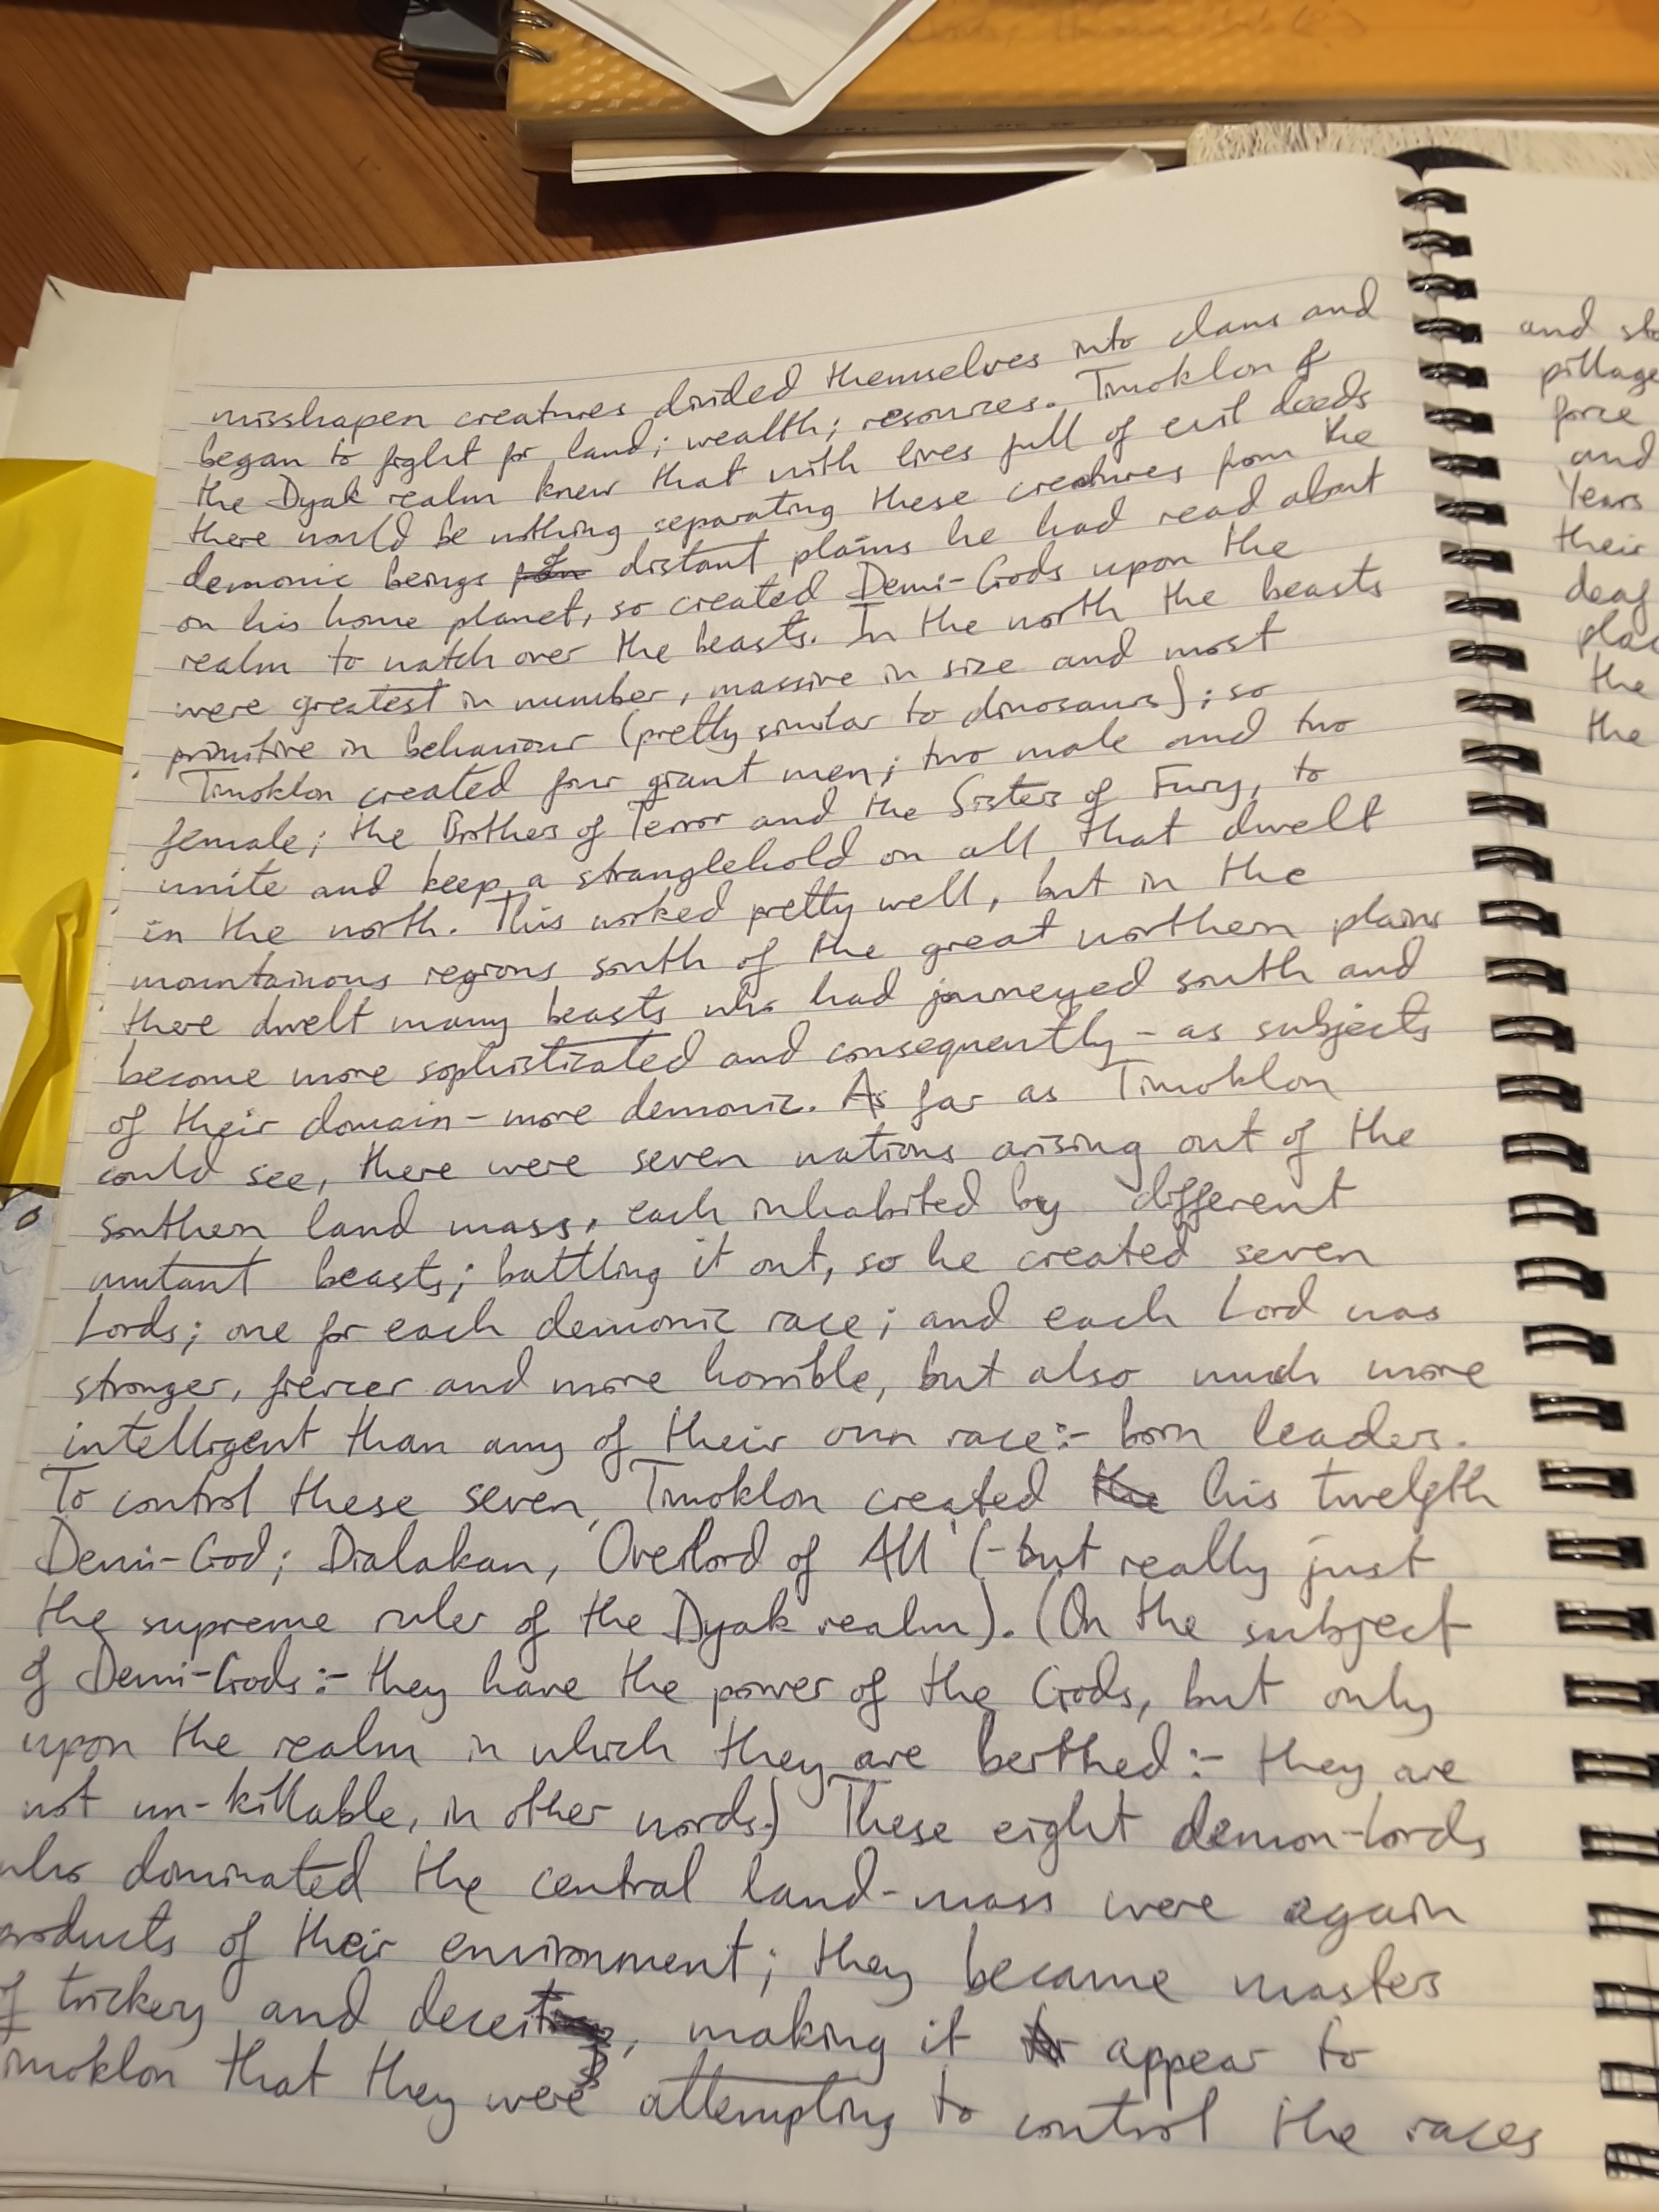 misshapen creatures divided themselves into clans and
began to fight for land; wealth; resources. Timoklon of
the Dyak realm knew that with lives full of evil deeds
there would be nothing separating these creatures from the
demonic beings of distant plains he had read about
on his home planet, so created Demi-Gods upon the
realm to watch over the beasts. In the north the beasts
were greatest in number, massive in size and most
primitive in behaviour (pretty similar to dinosaurs); so
Timoklon created four giant men; two male and two
female; the Brothers of Terror and the Sisters of Fury, to
unite and keep a stranglehold on all that dwelt
in the north. This worked pretty well, but in the
mountainous regions south of the great northern plains
there dwelt many beasts who had journeyed south and
become more sophisticated and consequently - as subjects
of their domain - more demonic. As far as Timoklon
could see, there were seven nations arising out of the
southern land mass, each inhabited by different
mutant beasts; battling it out, so he created seven
Lords; one for each demonic race; and each Lord was
stronger, fiercer and more horrible, but also much more
intelligent than any of their own race:- born leaders.
To control these seven, Timoklon created the his twelfth
Demi-God; Dialakan, 'Overlord of All' (-but really just
the supreme ruler of the Dyak realm). (On the subject
of Demi-Gods:- they have the power of the Gods, but only
upon the realm in which they are berthed:- they are
not un-killable, in other words.) These eight demon-lords
who dominated the central land-mass were again
products of their environment; they became masters
of trickery and deceit, making it to appear to
imoklon that they were attempting to control the races
and sto
pillage
force
and
Years
their
deaf
plac
the
the